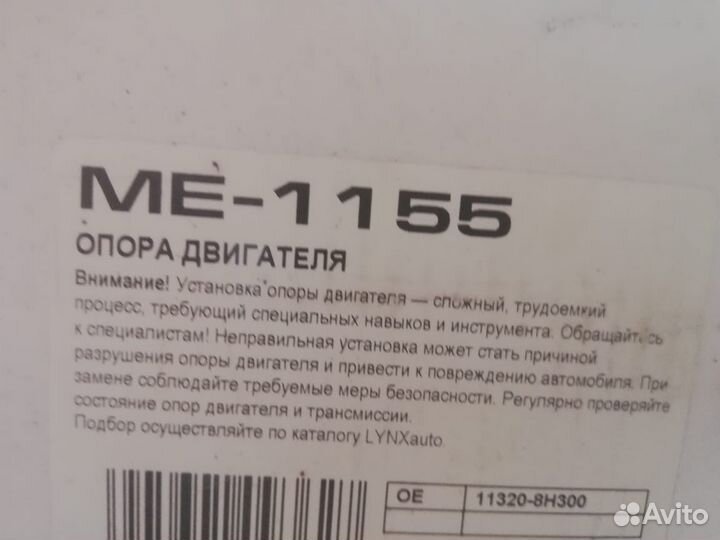 ME-1155
ОПОРА ДВИГАТЕЛЯ
Внимание! Установка опоры двигателя — сложный, трудоемкий
процесс, требующий специальных навыков и инструмента. Обращайтесь
к специалистам! Неправильная установка может стать причиной
разрушения опоры двигателя и привести к повреждению автомобиля. При
замене соблюдайте требуемые меры безопасности. Регулярно проверяйте
состояние опор двигателя и трансмиссии.
Подбор осуществляйте по каталогу LYNXauto.
OE 11320-8H300
Avito